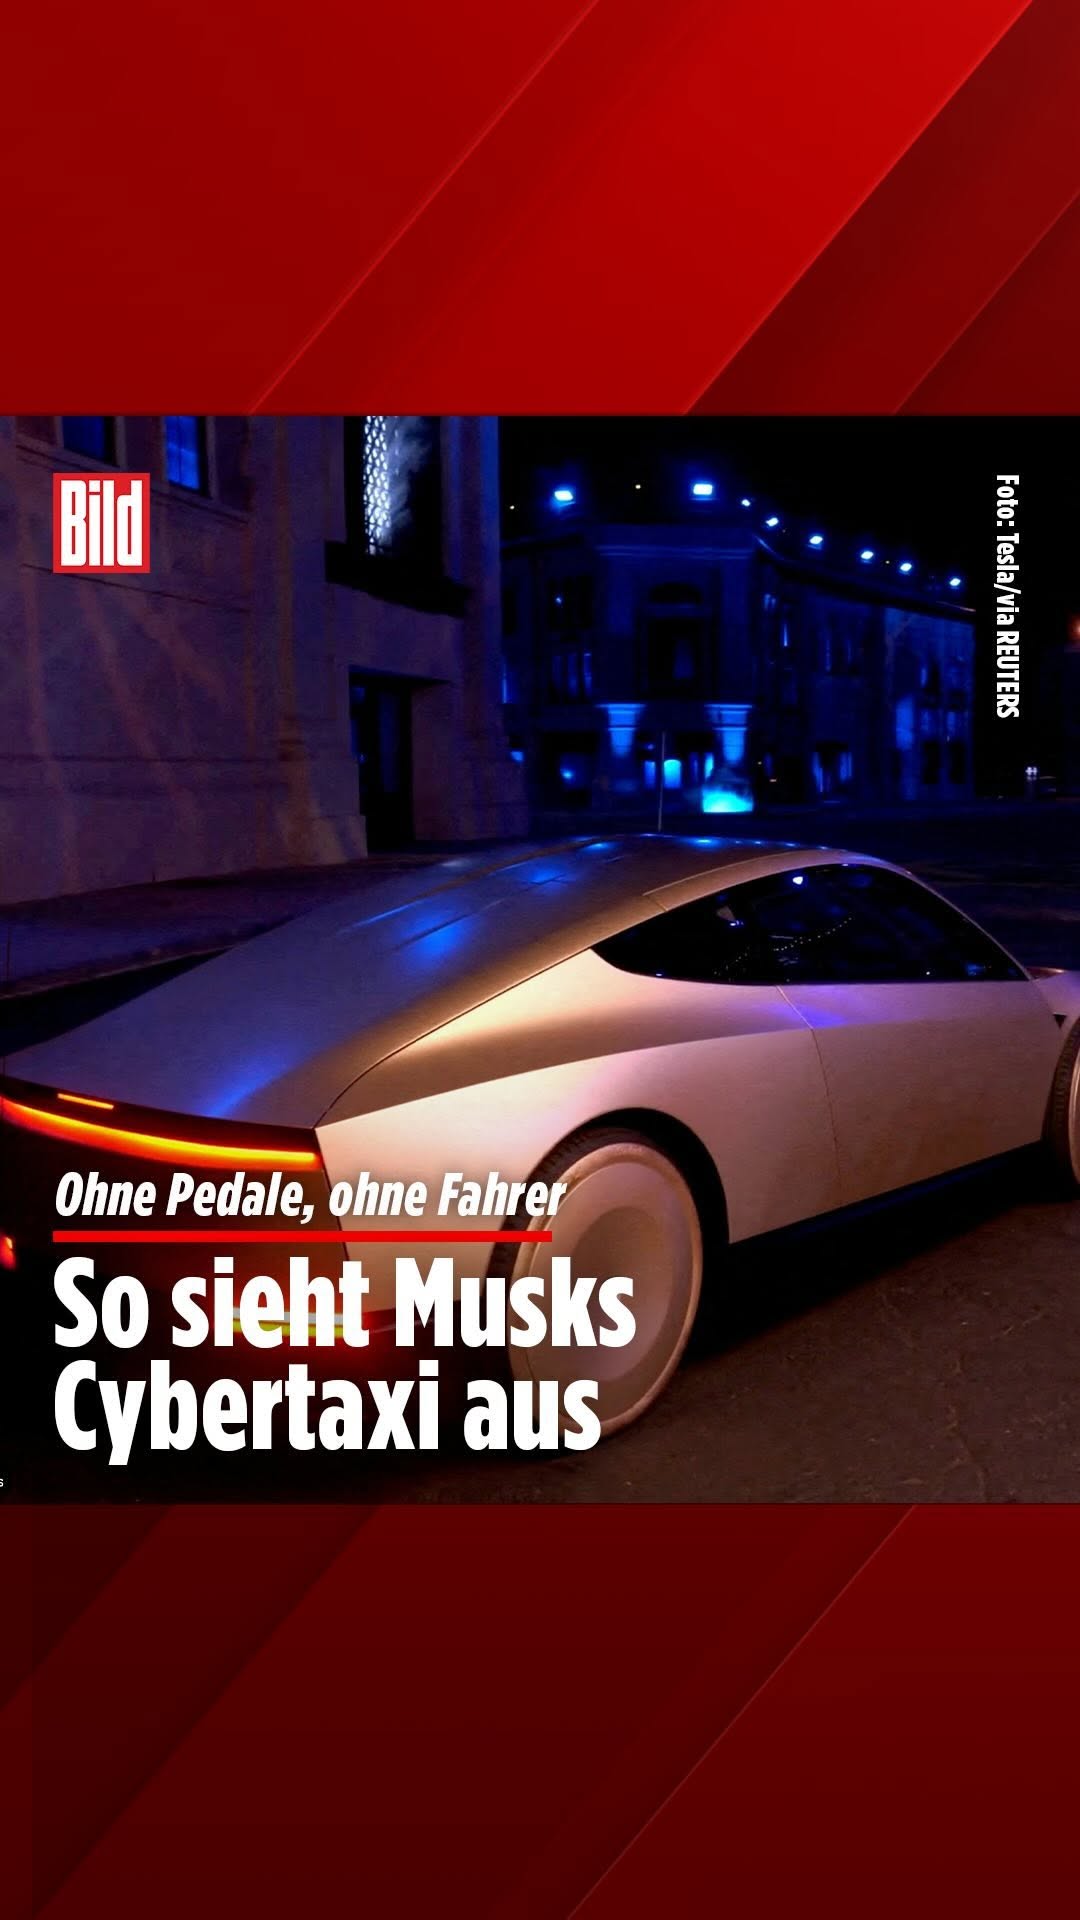 Bild
Foto: Tesla/via REUTERS
Ohne Pedale, ohne Fahrer
So sieht Musks
Cybertaxi aus
s